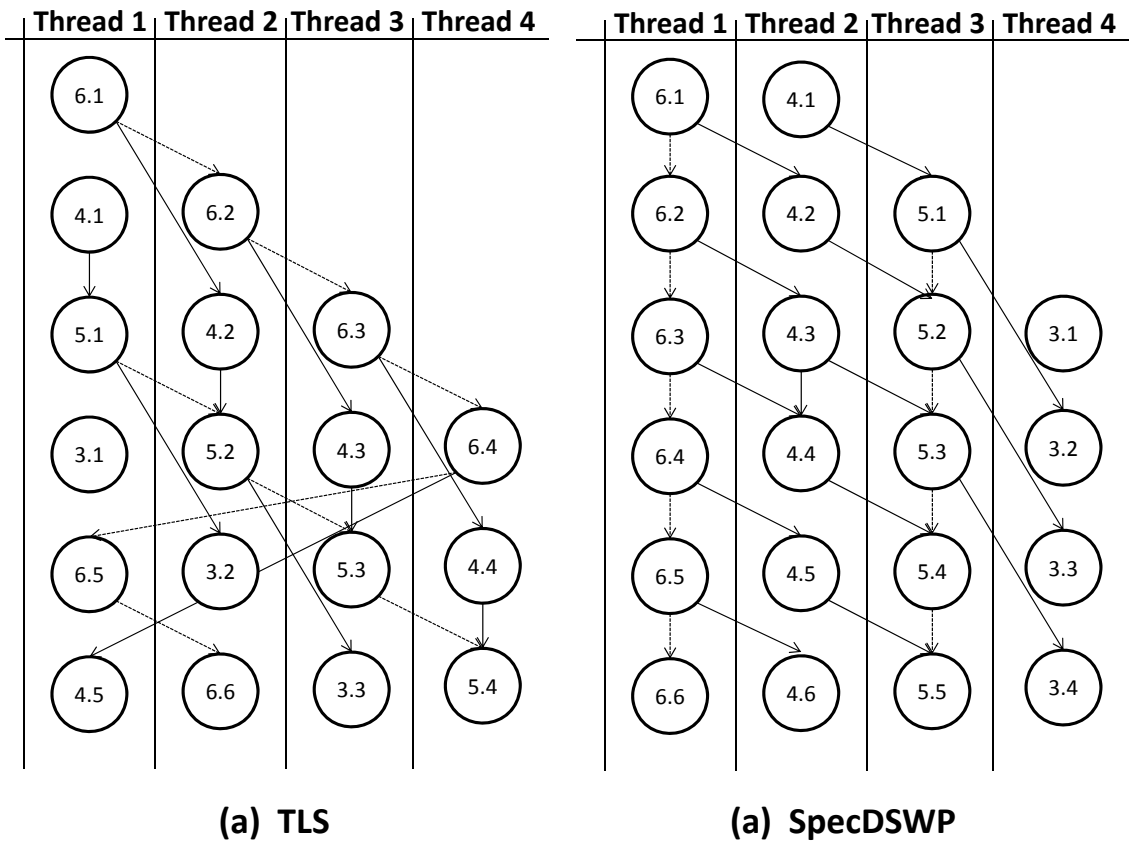 Thread 1 Thread 2 Thread 3 Thread 4
6.1
4.1 6.2
5.1 4.2 6.3
3.1 5.2 4.3 6.4
6.5 3.2 5.3 4.4
4.5 6.6 3.3 5.4
(a) TLS
Thread 1 Thread 2 Thread 3 Thread 4
6.1 4.1
6.2 4.2 5.1
6.3 4.3 5.2 3.1
6.4 4.4 5.3 3.2
6.5 4.5 5.4 3.3
6.6 4.6 5.5 3.4
(a) SpecDSWP